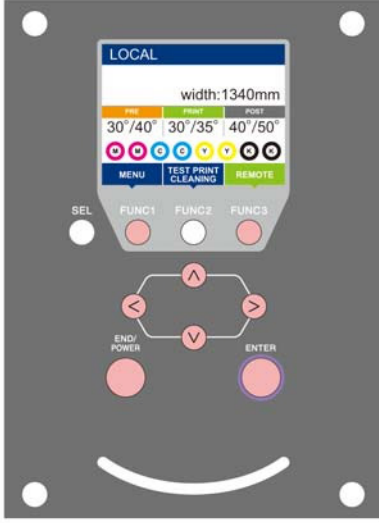 LOCAL
width:1340mm
PRE PRINT POST
30°/40° 30°/35° 40°/50°
M M C C Y Y K K
MENU TEST PRINT CLEANING REMOTE
SEL FUNC1 FUNC2 FUNC3
END/
POWER
ENTER